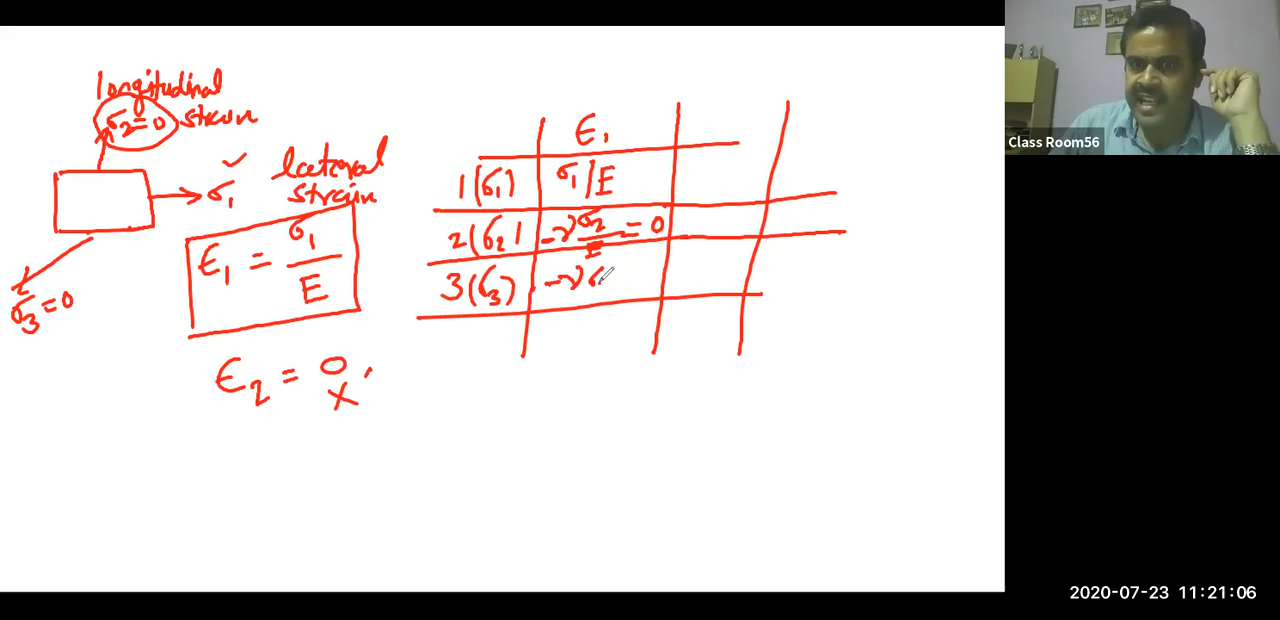 longitudinal
σ2=0 strain
σ1
lateral
strain
σ3=0
ϵ1 = σ1/E
ϵ2 = 0
x
ϵ1
1(σ1) σ1/E
2(σ2) -νσ2/E = 0
3(σ3) -νσ
Class Room56
2020-07-23 11:21:06